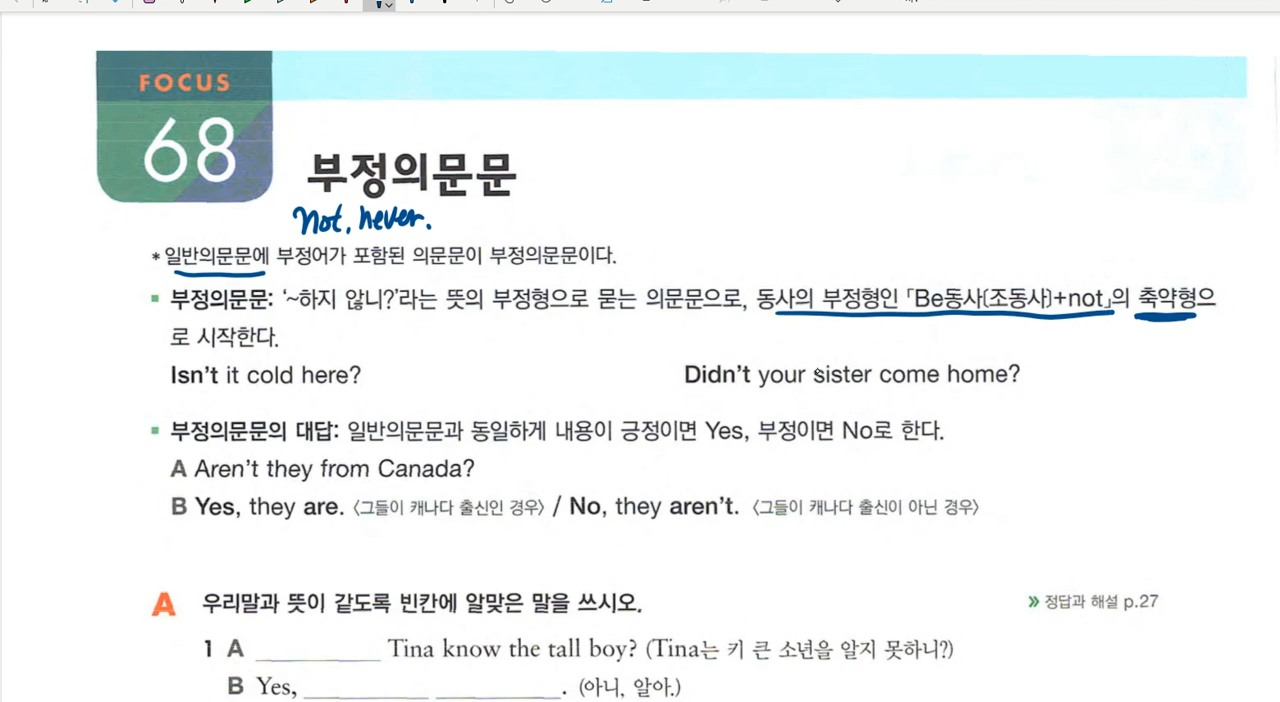 FOCUS
68
부정의문문
not, never.
* 일반의문문에 부정어가 포함된 의문문이 부정의문문이다.
▪ 부정의문문: '~하지 않니?'라는 뜻의 부정형으로 묻는 의문문으로, 동사의 부정형인 「Be동사(조동사)+not」의 축약형으
로 시작한다.
Isn't it cold here? Didn't your sister come home?
▪ 부정의문문의 대답: 일반의문문과 동일하게 내용이 긍정이면 Yes, 부정이면 No로 한다.
A Aren't they from Canada?
B Yes, they are. 〈그들이 캐나다 출신인 경우〉 / No, they aren't. 〈그들이 캐나다 출신이 아닌 경우〉
A 우리말과 뜻이 같도록 빈칸에 알맞은 말을 쓰시오.
» 정답과 해설 p.27
1 A __________ Tina know the tall boy? (Tina는 키 큰 소년을 알지 못하니?)
B Yes, __________ __________. (아니, 알아.)